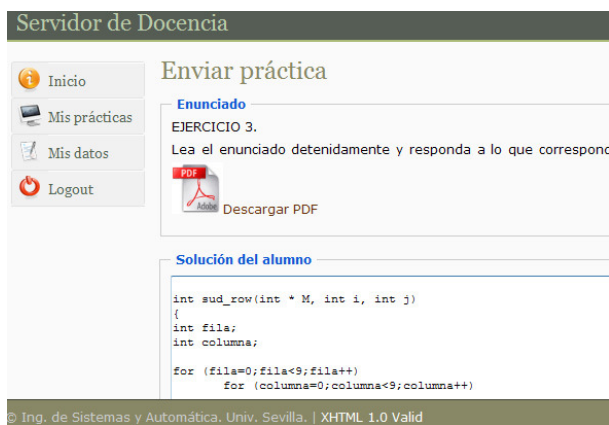 Servidor de Docencia
Inicio
Mis prácticas
Mis datos
Logout
Enviar práctica
Enunciado
EJERCICIO 3.
Lea el enunciado detenidamente y responda a lo que correspond
PDF
Adobe
Descargar PDF
Solución del alumno
int sud_row(int * M, int i, int j)
{
int fila;
int columna;
for (fila=0;fila<9;fila++)
for (columna=0;columna<9;columna++)
© Ing. de Sistemas y Automática. Univ. Sevilla. | XHTML 1.0 Valid